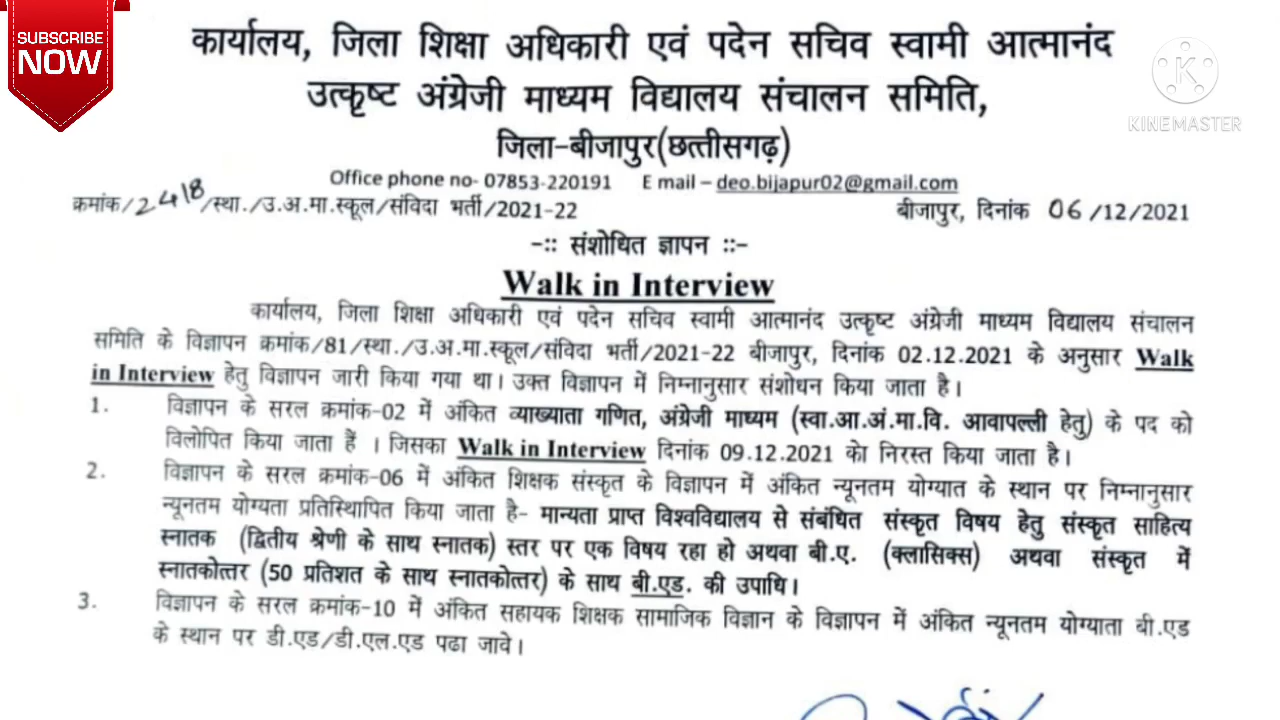 SUBSCRIBE
NOW
कार्यालय, जिला शिक्षा अधिकारी एवं पदेन सचिव स्वामी आत्मानंद
उत्कृष्ट अंग्रेजी माध्यम विद्यालय संचालन समिति,
जिला-बीजापुर(छत्तीसगढ़)
KINEMASTER
Office phone no- 07853-220191 E mail – deo.bijapur02@gmail.com
क्रमांक/2418/स्था./उ.अ.मा.स्कूल/संविदा भर्ती/2021-22 बीजापुर, दिनांक 06/12/2021
-:: संशोधित ज्ञापन ::-
Walk in Interview
कार्यालय, जिला शिक्षा अधिकारी एवं पदेन सचिव स्वामी आत्मानंद उत्कृष्ट अंग्रेजी माध्यम विद्यालय संचालन
समिति के विज्ञापन क्रमांक/81/स्था./उ.अ.मा.स्कूल/संविदा भर्ती/2021-22 बीजापुर, दिनांक 02.12.2021 के अनुसार Walk
in Interview हेतु विज्ञापन जारी किया गया था। उक्त विज्ञापन में निम्नानुसार संशोधन किया जाता है।
1. विज्ञापन के सरल क्रमांक-02 में अंकित व्याख्याता गणित, अंग्रेजी माध्यम (स्वा.आ.अं.मा.वि. आवापल्ली हेतु) के पद को
विलोपित किया जाता हैं । जिसका Walk in Interview दिनांक 09.12.2021 को निरस्त किया जाता है।
2. विज्ञापन के सरल क्रमांक-06 में अंकित शिक्षक संस्कृत के विज्ञापन में अंकित न्यूनतम योग्यात के स्थान पर निम्नानुसार
न्यूनतम योग्यता प्रतिस्थिापित किया जाता है- मान्यता प्राप्त विश्वविद्यालय से संबंधित संस्कृत विषय हेतु संस्कृत साहित्य
स्नातक (द्वितीय श्रेणी के साथ स्नातक) स्तर पर एक विषय रहा हो अथवा बी.ए. (क्लासिक्स) अथवा संस्कृत में
स्नातकोत्तर (50 प्रतिशत के साथ स्नातकोत्तर) के साथ बी.एड. की उपाधि।
3. विज्ञापन के सरल क्रमांक-10 में अंकित सहायक शिक्षक सामाजिक विज्ञान के विज्ञापन में अंकित न्यूनतम योग्यता बी.एड
के स्थान पर डी.एड/डी.एल.एड पढा जावे।